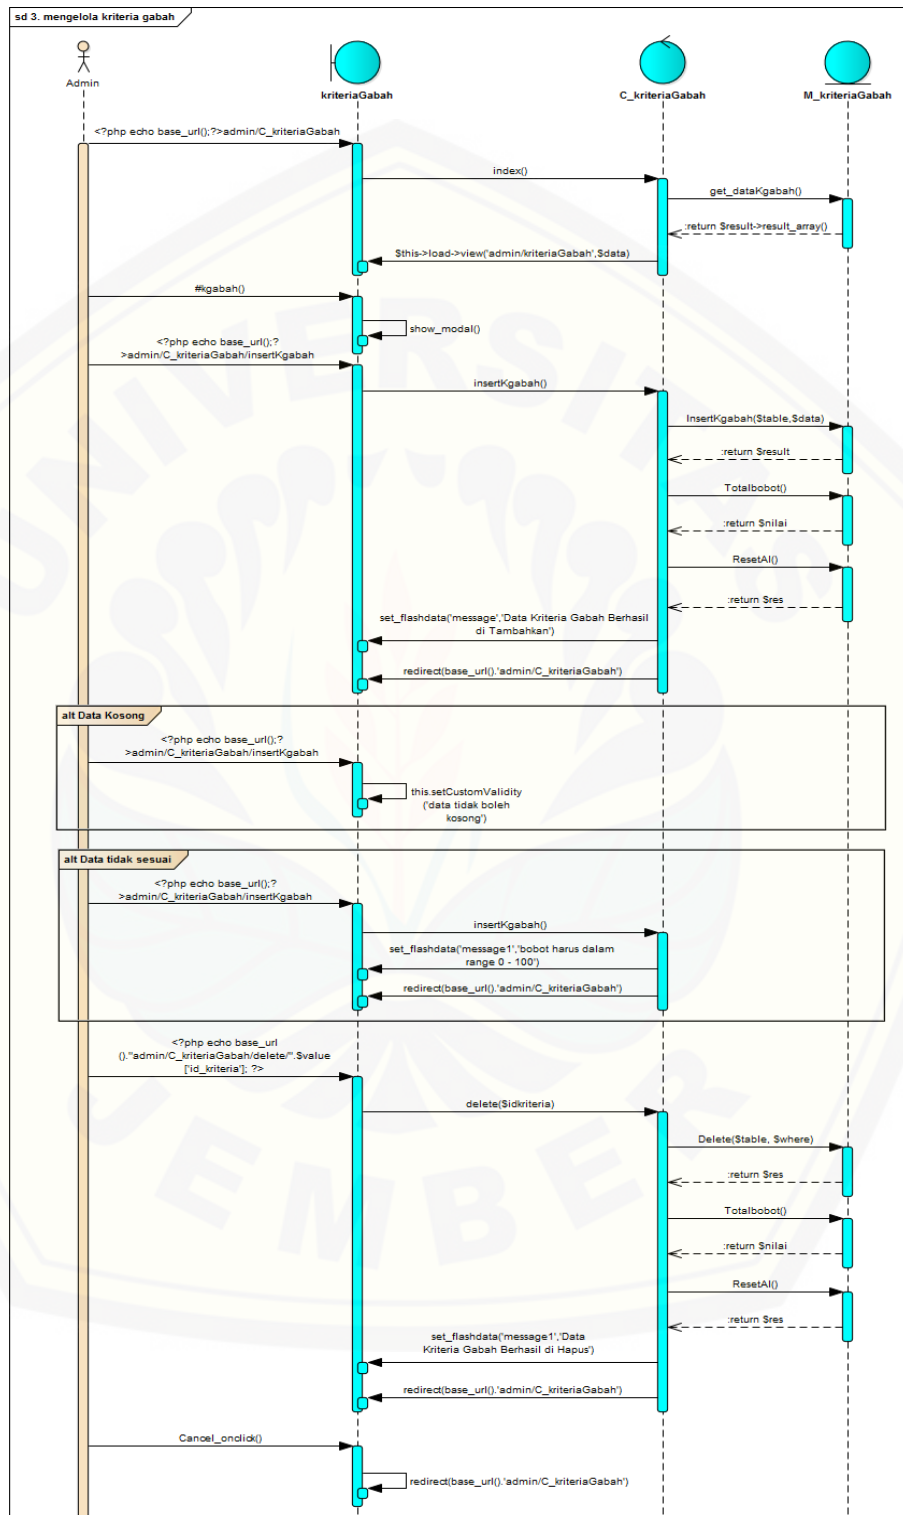 sd 3. mengelola kriteria gabah
Admin
kriteriaGabah
C_kriteriaGabah
M_kriteriaGabah
<?php echo base_url();?>admin/C_kriteriaGabah
index()
get_dataKgabah()
:return $result->result_array()
$this->load->view('admin/kriteriaGabah',$data)
#kgabah()
show_modal()
<?php echo base_url();?
>admin/C_kriteriaGabah/insertKgabah
insertKgabah()
InsertKgabah($table,$data)
:return $result
Totalbobot()
:return $nilai
ResetAI()
:return $res
set_flashdata('message','Data Kriteria Gabah Berhasil
di Tambahkan')
redirect(base_url().'admin/C_kriteriaGabah')
alt Data Kosong
<?php echo base_url();?
>admin/C_kriteriaGabah/insertKgabah
this.setCustomValidity
('data tidak boleh
kosong')
alt Data tidak sesuai
<?php echo base_url();?
>admin/C_kriteriaGabah/insertKgabah
insertKgabah()
set_flashdata('message1','bobot harus dalam
range 0 - 100')
redirect(base_url().'admin/C_kriteriaGabah')
<?php echo base_url
()."admin/C_kriteriaGabah/delete/".$value
['id_kriteria']; ?>
delete($idkriteria)
Delete($table, $where)
:return $res
Totalbobot()
:return $nilai
ResetAI()
:return $res
set_flashdata('message1','Data
Kriteria Gabah Berhasil di Hapus')
redirect(base_url().'admin/C_kriteriaGabah')
Cancel_onclick()
redirect(base_url().'admin/C_kriteriaGabah')
UNIVERSITAS
JEMBER